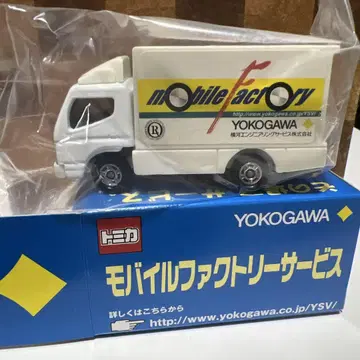 mobileFactory
http://www.yokogawa.co.jp/YSV/
R
YOKOGAWA
横河エンジニアリングサービス株式会社
YOKOGAWA
トミカ
モバイルファクトリーサービス
詳しくはこちらから
http://www.yokogawa.co.jp/YSV/